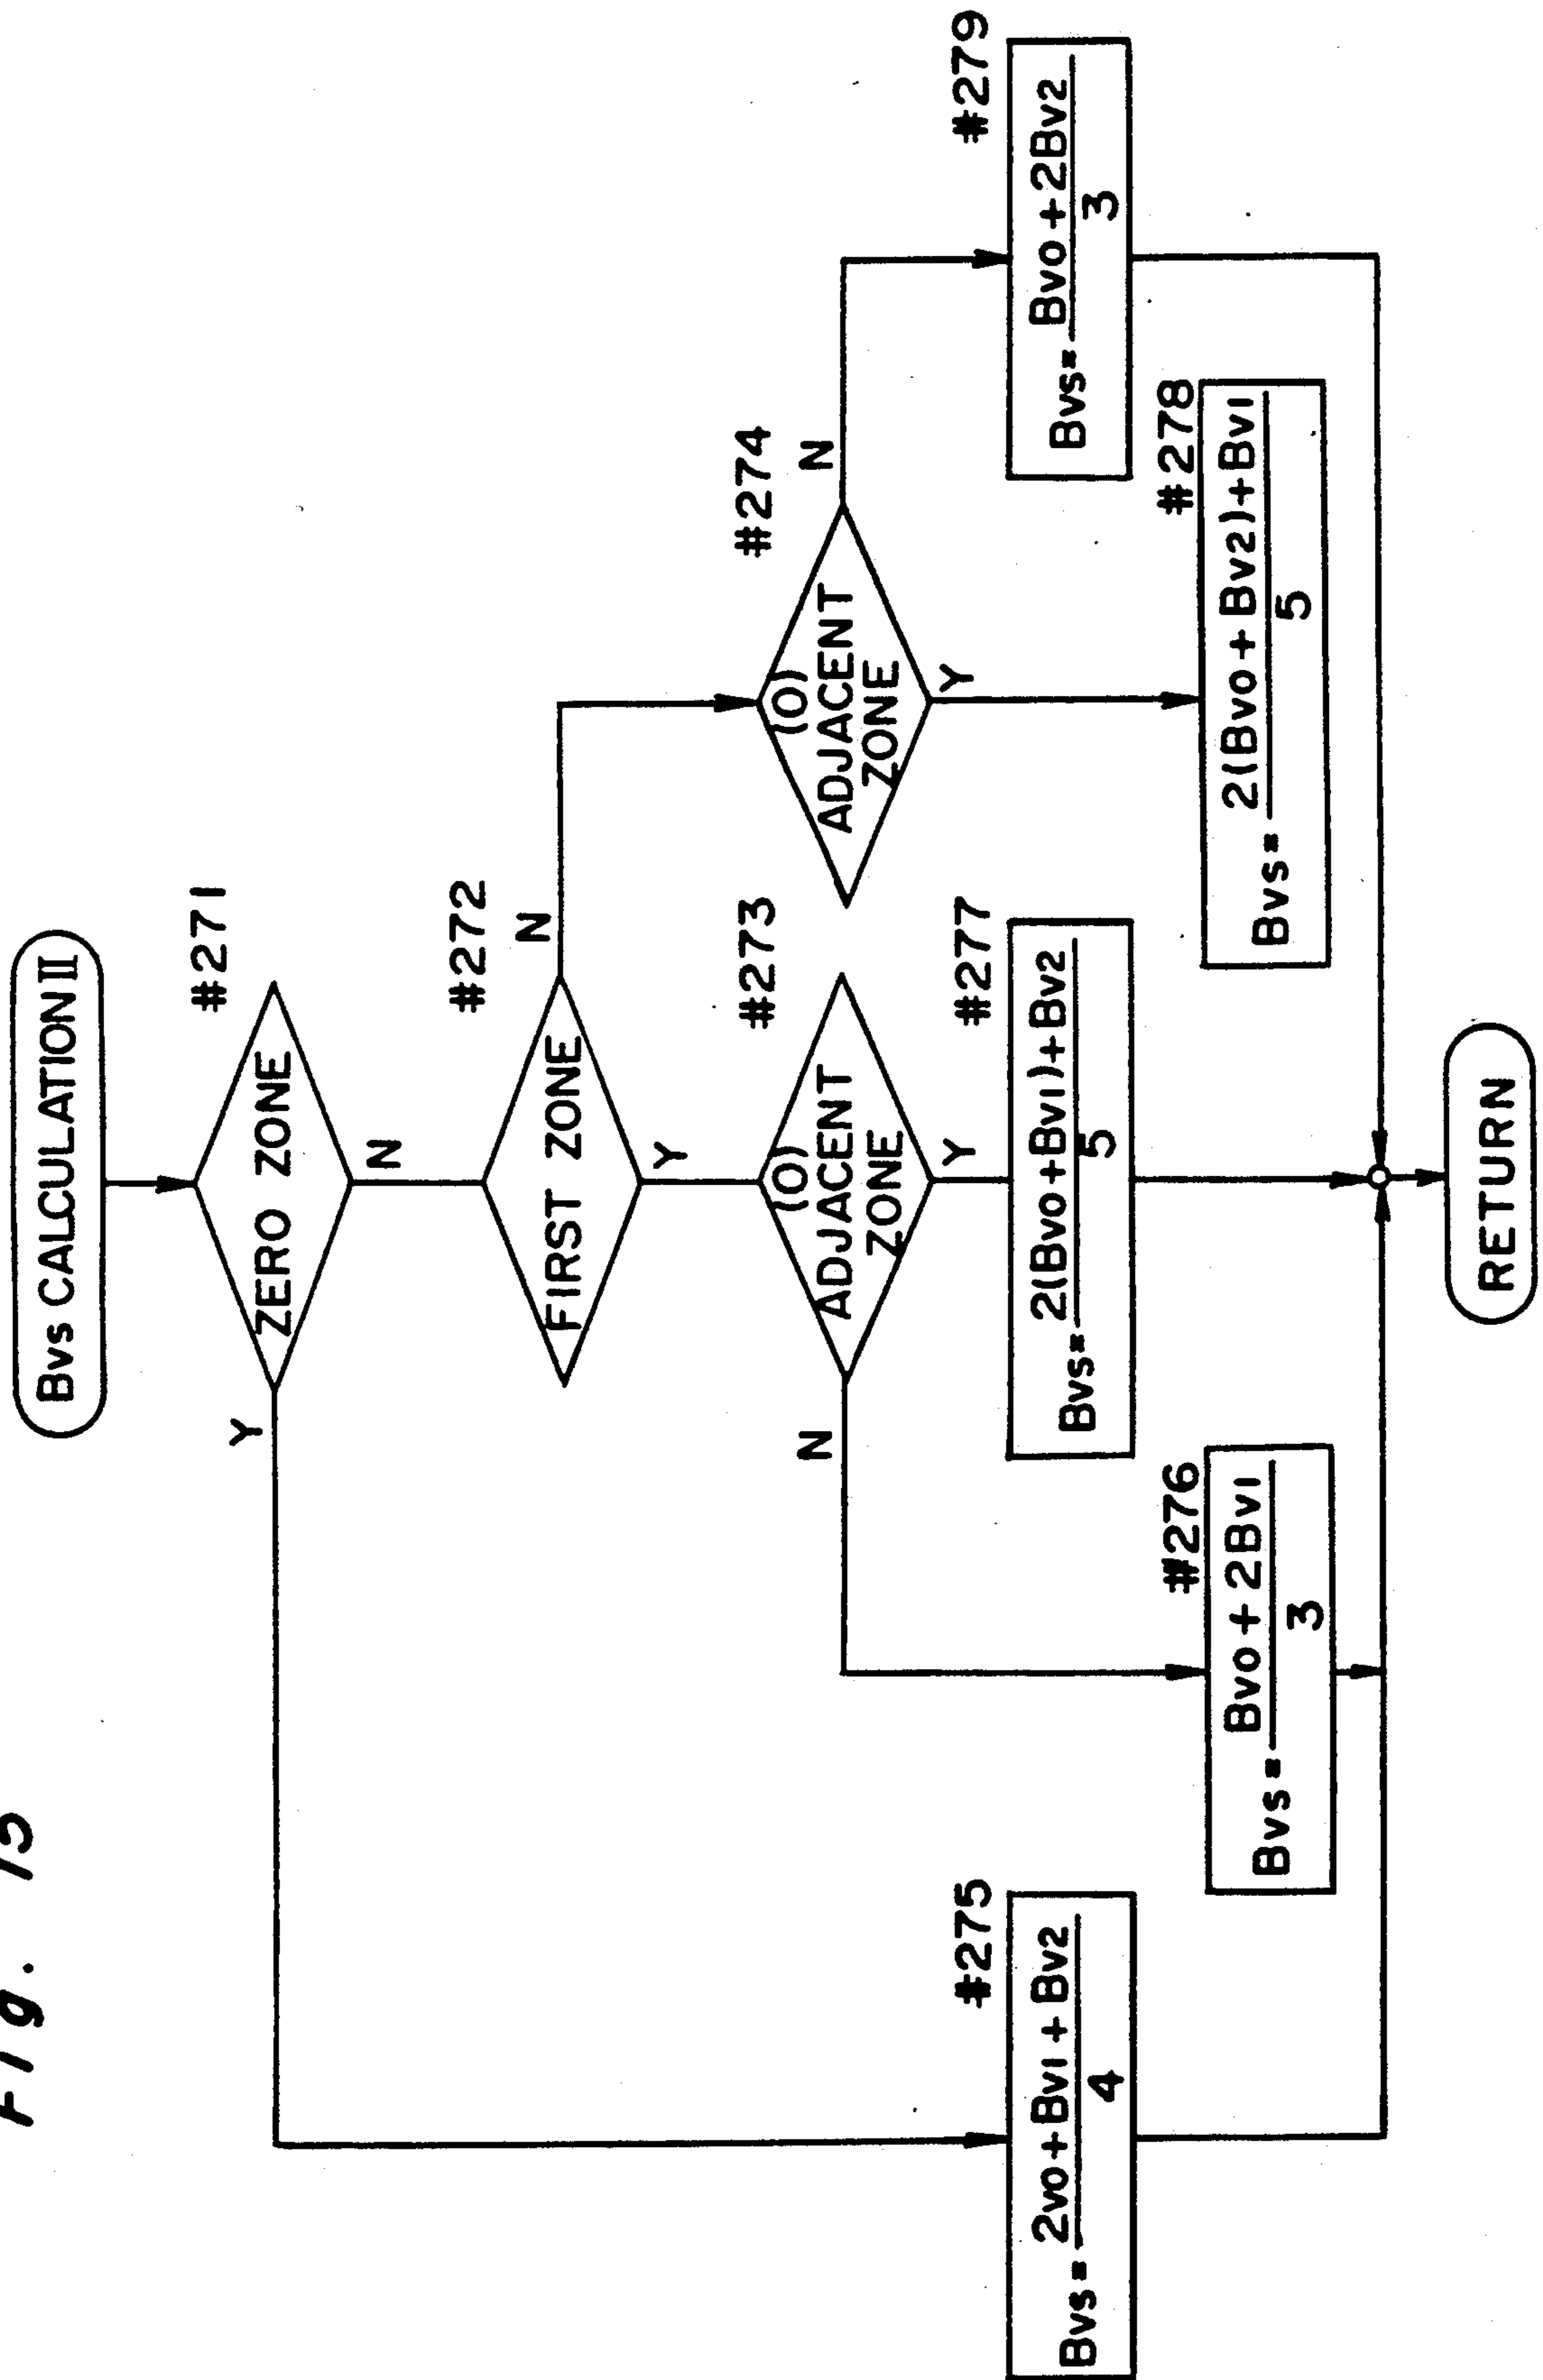 Fig. 15
Bvs CALCULATION II
#271
ZERO ZONE
Y
N
#272
FIRST ZONE
N
Y
#273
(O)
ADJACENT
ZONE
N
Y
#274
(O)
ADJACENT
ZONE
N
Y
#275
Bvs = 2vo + Bv1 + Bv2
4
#276
Bvs = Bvo + 2Bv1
3
#277
Bvs = 2(Bvo + Bv1) + Bv2
5
#278
Bvs = 2(Bvo + Bv2) + Bv1
5
#279
Bvs = Bvo + 2Bv2
3
RETURN